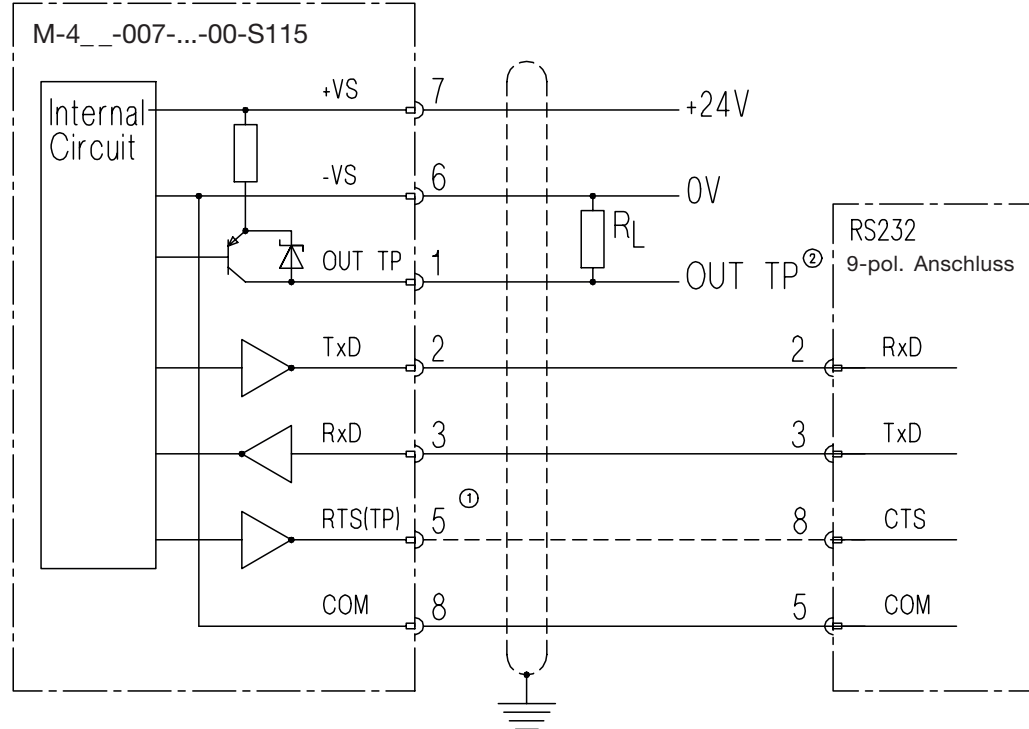 M-4_ _-007-...-00-S115
Internal
Circuit
+VS 7 +24V
-VS 6 0V
RL
OUT TP 1 OUT TP ②
RS232
9-pol. Anschluss
TxD 2 2 RxD
RxD 3 3 TxD
RTS(TP) 5 ① 8 CTS
COM 8 5 COM